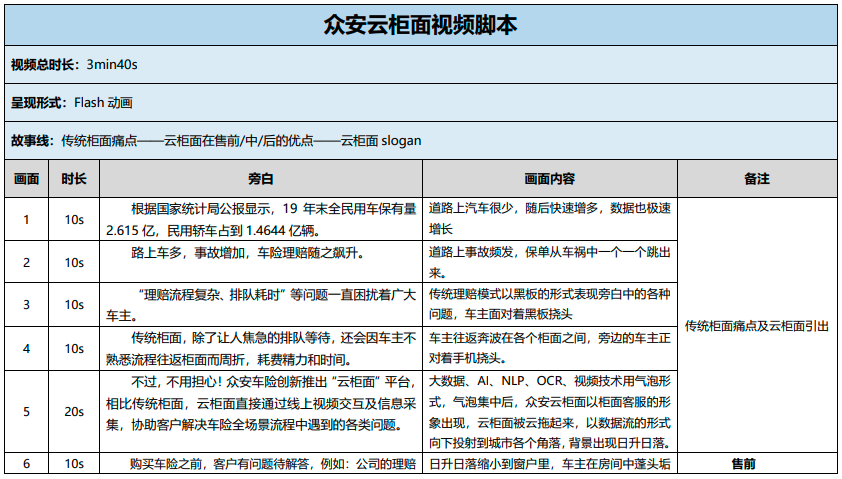 众安云柜面视频脚本
视频总时长：3min40s
呈现形式：Flash 动画
故事线：传统柜面痛点——云柜面在售前/中/后的优点——云柜面 slogan
画面 时长 旁白 画面内容 备注
1 10s
根据国家统计局公报显示，19 年末全民用车保有量
2.615 亿，民用轿车占到 1.4644 亿辆。
道路上汽车很少，随后快速增多，数据也极速
增长
2 10s
路上车多，事故增加，车险理赔随之飙升。
道路上事故频发，保单从车祸中一个一个跳出
来。
3 10s
“理赔流程复杂、排队耗时”等问题一直困扰着广大
车主。
传统理赔模式以黑板的形式表现旁白中的各种
问题，车主面对着黑板挠头
4 10s
传统柜面，除了让人焦急的排队等待，还会因车主不
熟悉流程往返柜面而周折，耗费精力和时间。
车主往返奔波在各个柜面之间，旁边的车主正
对着手机挠头。
5 20s
不过，不用担心！众安车险创新推出“云柜面”平台，
相比传统柜面，云柜面直接通过线上视频交互及信息采
集，协助客户解决车险全场景流程中遇到的各类问题。
大数据、AI、NLP、OCR、视频技术用气泡形
式，气泡集中后，众安云柜面以柜面客服的形
象出现，云柜面被云拖起来，以数据流的形式
向下投射到城市各个角落，背景出现日升日落。
传统柜面痛点及云柜面引出
6 10s
购买车险之前，客户有问题待解答，例如：公司的理赔
日升日落缩小到窗户里，车主在房间中蓬头垢
售前